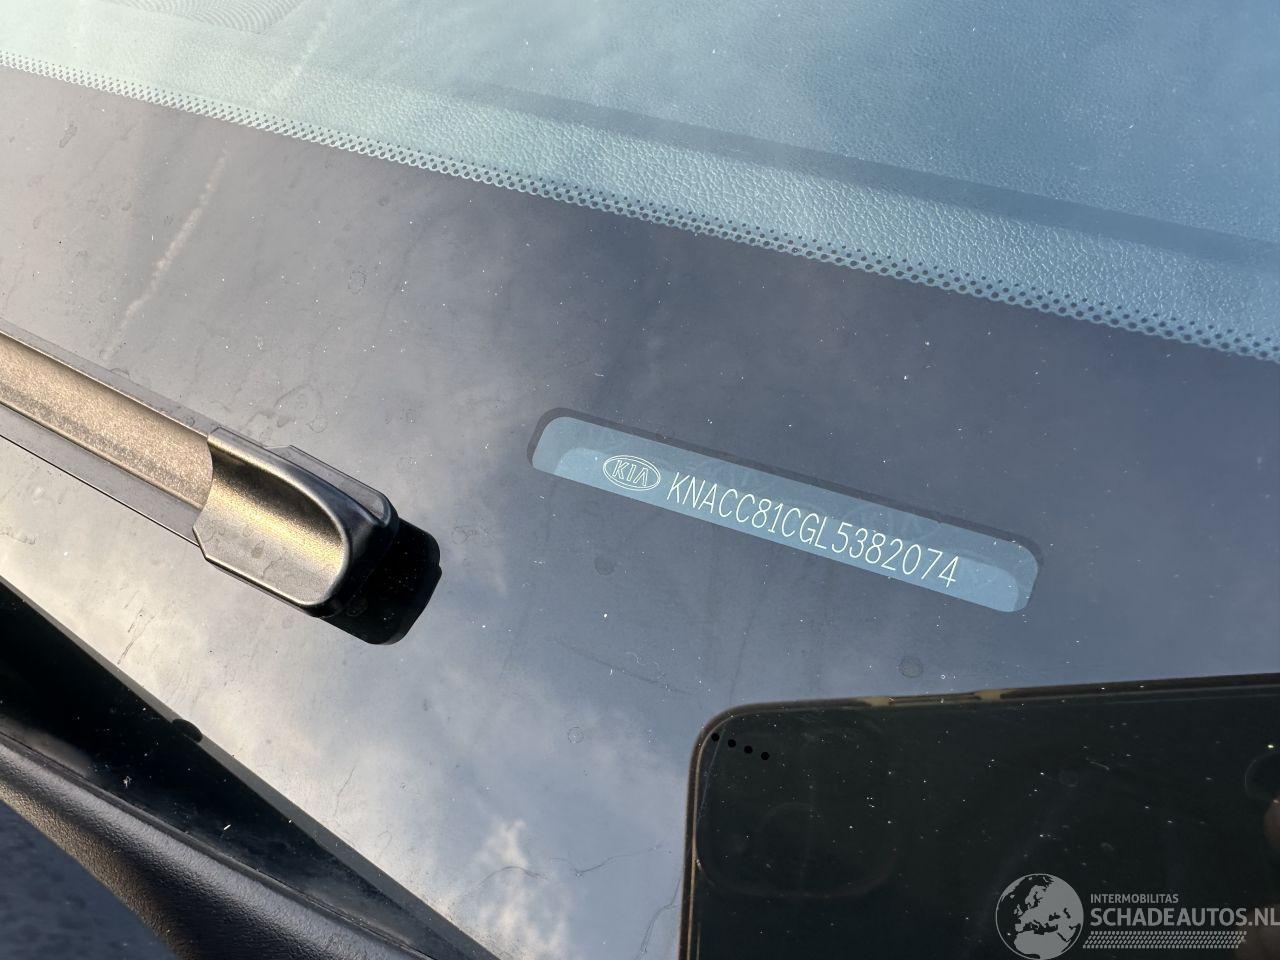 KIA KNACC81CGL5382074
INTERMOBILITAS
SCHADEAUTOS.NL